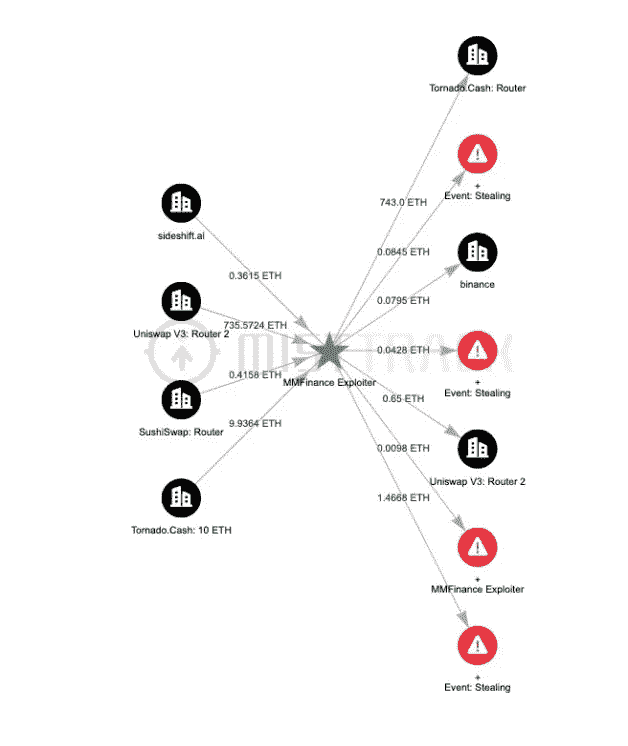 Tornado.Cash: Router
+
Event: Stealing
743.0 ETH
sideshift.ai
0.0845 ETH
0.3615 ETH
binance
0.0795 ETH
Uniswap V3: Router 2
735.5724 ETH
MISTTRACK
0.0428 ETH
MMFinance Exploiter
+
Event: Stealing
SushiSwap: Router
0.4158 ETH
0.65 ETH
9.9364 ETH
0.0098 ETH
Uniswap V3: Router 2
1.4668 ETH
Tornado.Cash: 10 ETH
+
MMFinance Exploiter
+
Event: Stealing